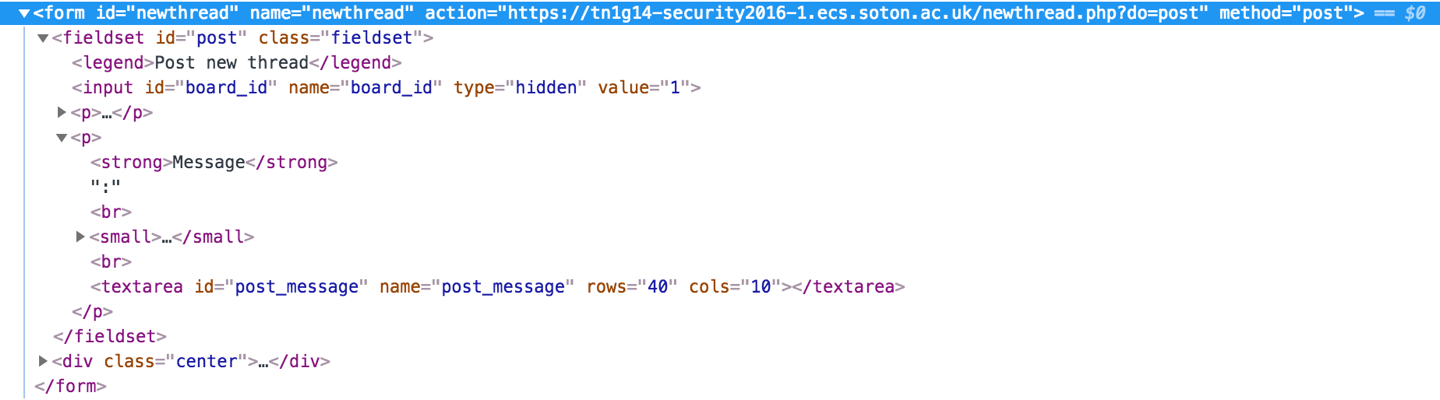 ▼<form id="newthread" name="newthread" action="https://tn1g14-security2016-1.ecs.soton.ac.uk/newthread.php?do=post" method="post"> == $0
▼<fieldset id="post" class="fieldset">
<legend>Post new thread</legend>
<input id="board_id" name="board_id" type="hidden" value="1">
▶<p>…</p>
▼<p>
<strong>Message</strong>
":"
<br>
▶<small>…</small>
<br>
<textarea id="post_message" name="post_message" rows="40" cols="10"></textarea>
</p>
</fieldset>
▶<div class="center">…</div>
</form>